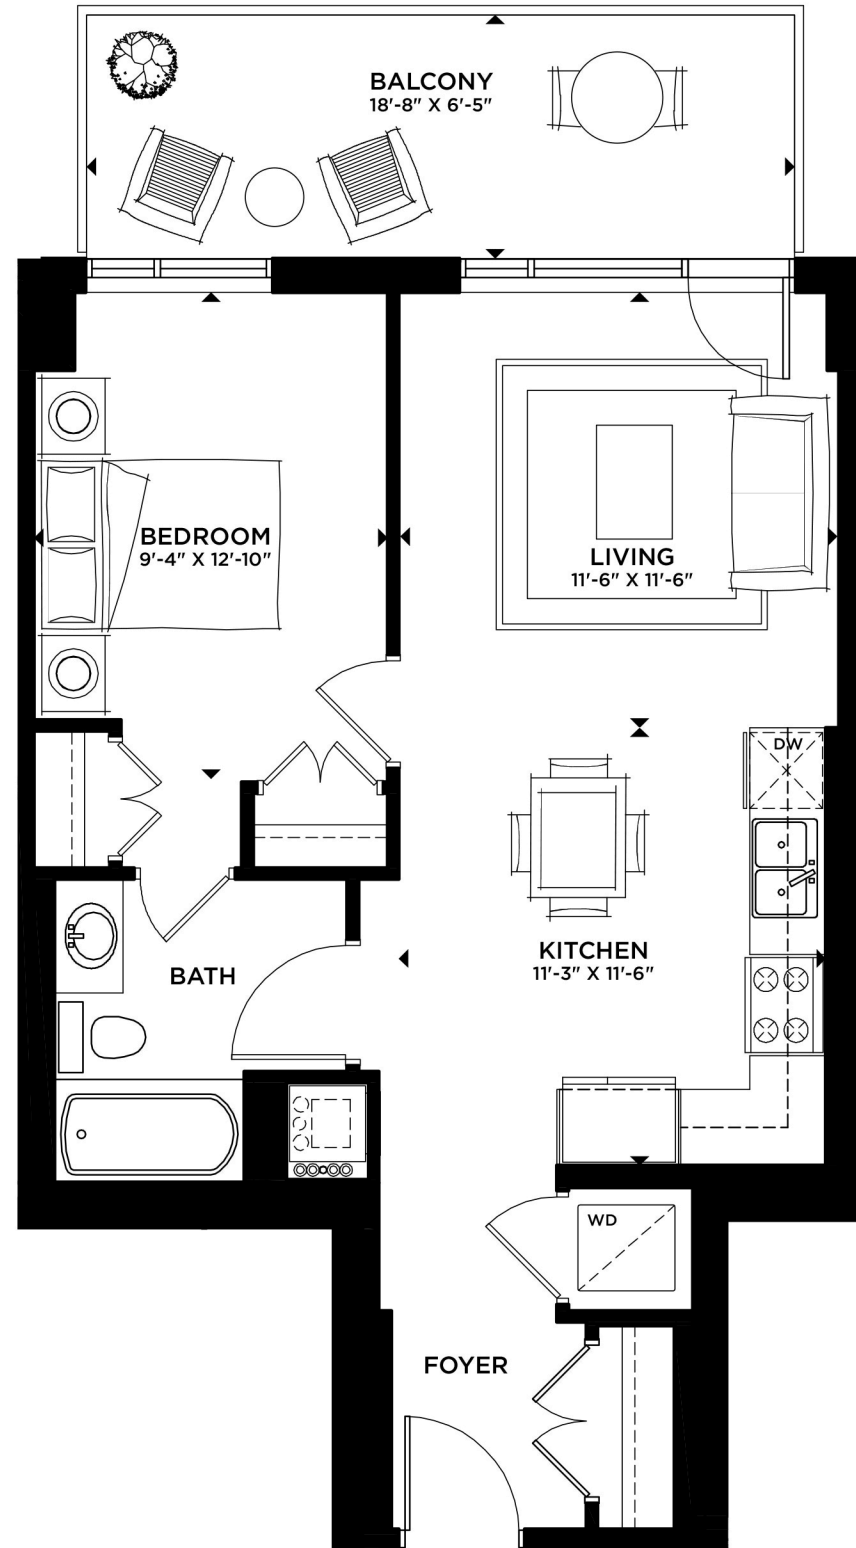 BALCONY
18'-8" X 6'-5"
BEDROOM
9'-4" X 12'-10"
LIVING
11'-6" X 11'-6"
DW
KITCHEN
11'-3" X 11'-6"
BATH
WD
FOYER